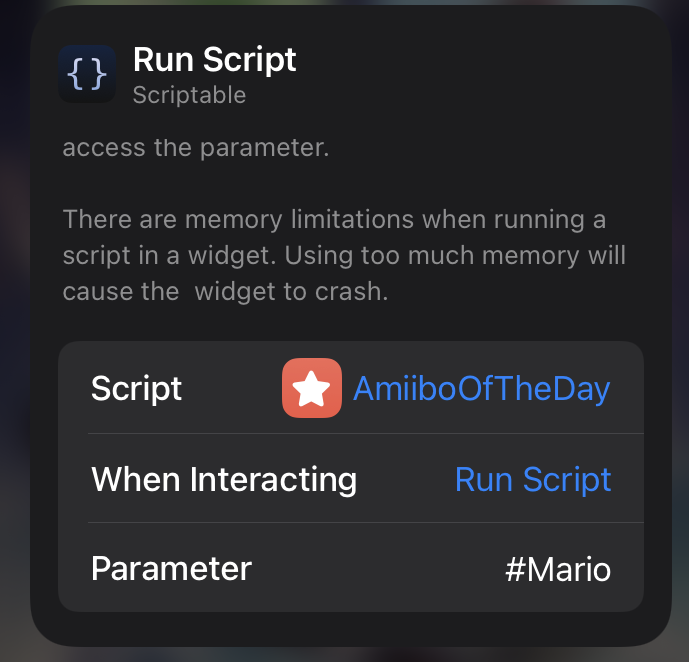 {}
Run Script
Scriptable
access the parameter.
There are memory limitations when running a
script in a widget. Using too much memory will
cause the  widget to crash.
Script AmiiboOfTheDay
When Interacting Run Script
Parameter #Mario